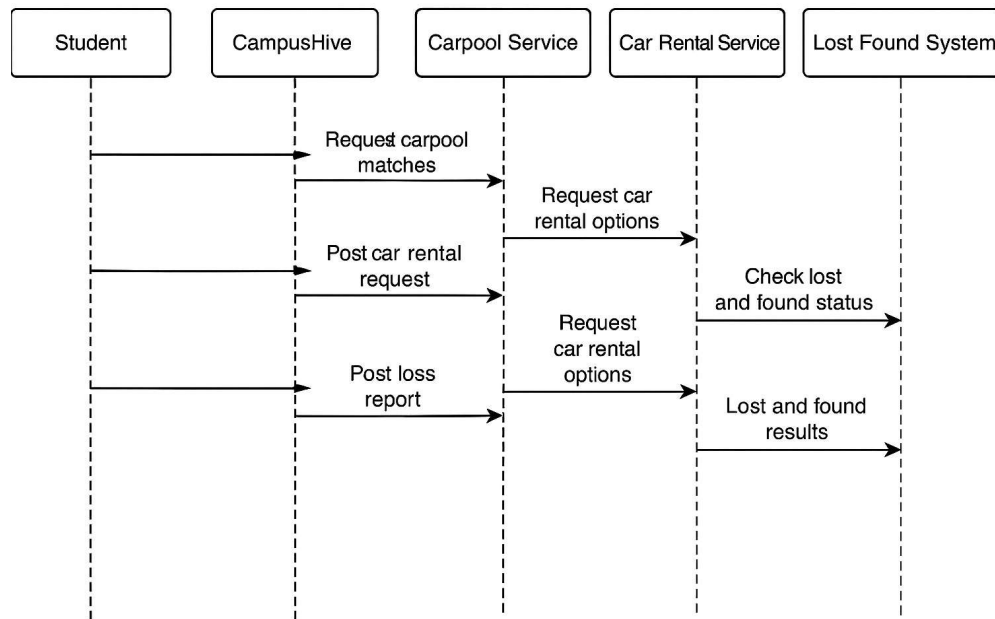 Student
CampusHive
Carpool Service
Car Rental Service
Lost Found System
Request carpool
matches
Request car
rental options
Post car rental
request
Check lost
and found status
Request
car rental
options
Post loss
report
Lost and found
results